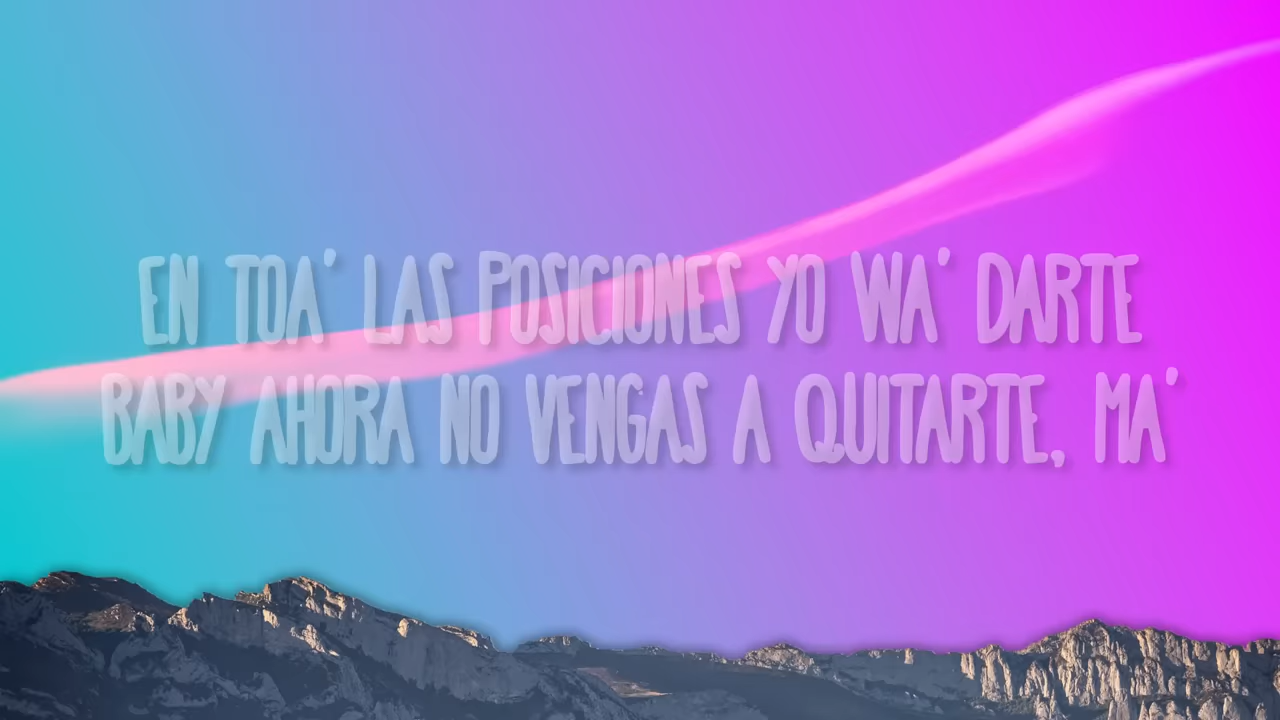 EN TOA' LAS POSICIONES YO WA' DARTE
BABY AHORA NO VENGAS A QUITARTE, MA'